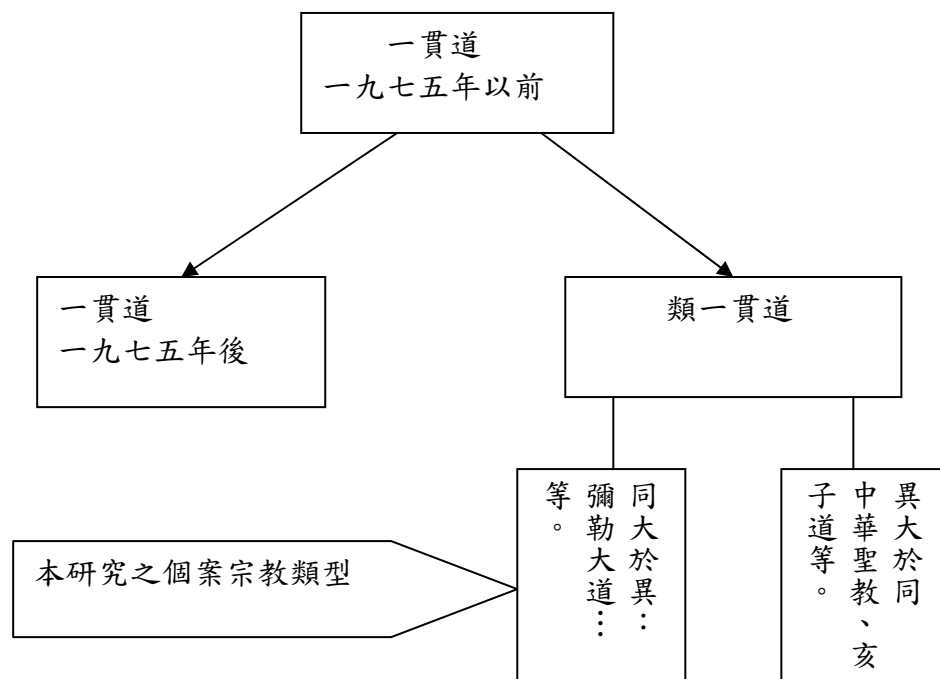 一貫道
一九七五年以前
一貫道
一九七五年後
類一貫道
同大於異…
彌勒大道…
等。
異大於同
中華聖教、亥
子道等。
本研究之個案宗教類型